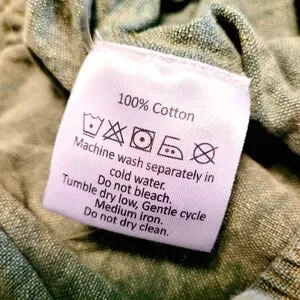 100% Cotton
Machine wash separately in
cold water.
Do not bleach.
Tumble dry low, Gentle cycle
Medium iron.
Do not dry clean.